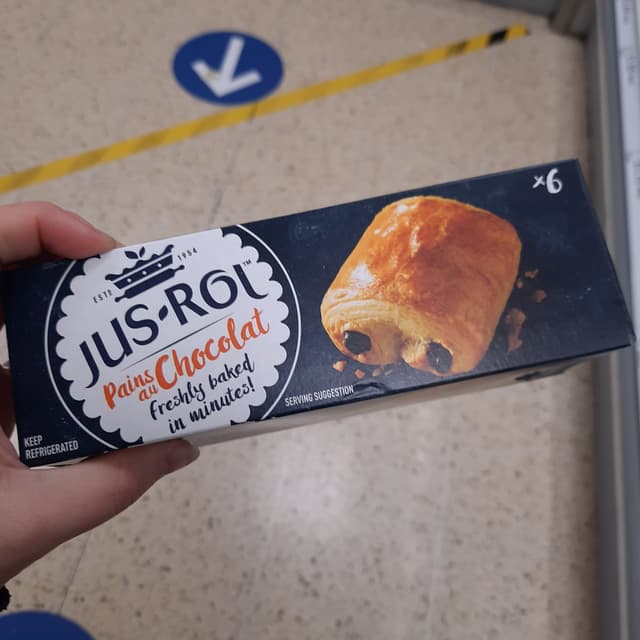 ×6
ESTD 1954
JUS-ROL™
Pains
au Chocolat
freshly baked
in minutes!
SERVING SUGGESTION
KEEP
REFRIGERATED